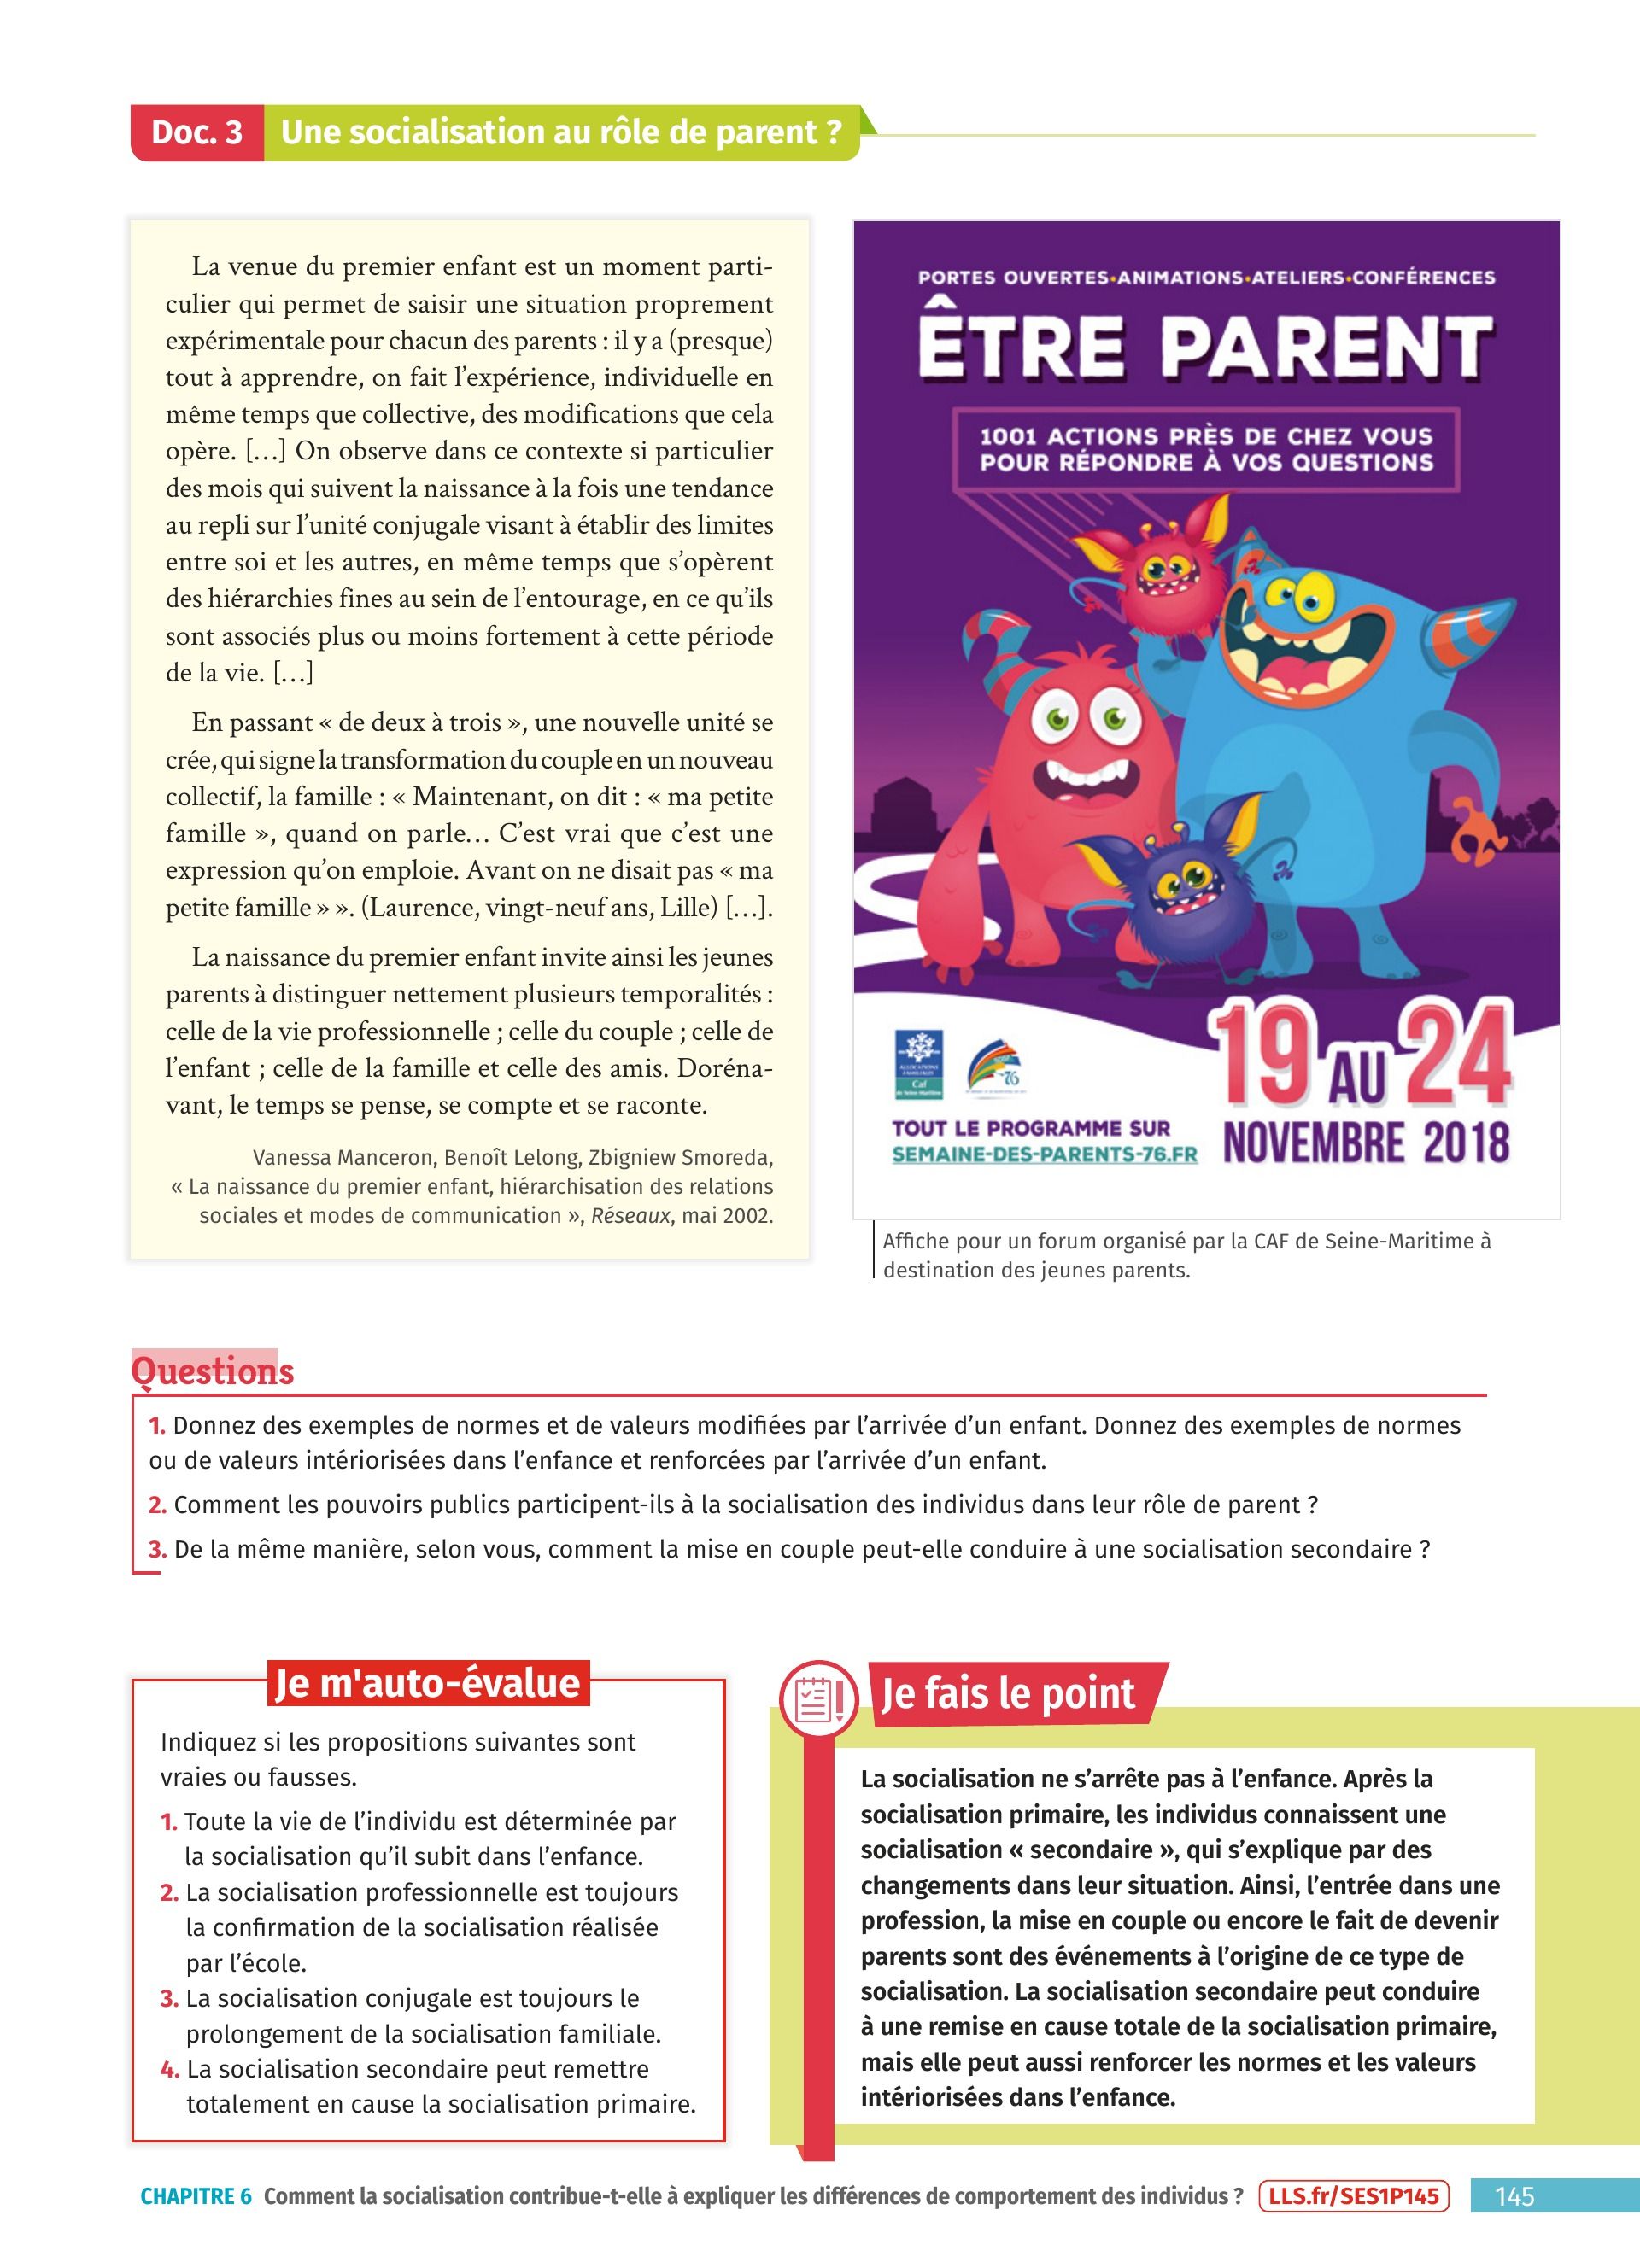 Doc. 3 Une socialisation au rôle de parent ?
La venue du premier enfant est un moment parti-
culier qui permet de saisir une situation proprement
expérimentale pour chacun des parents : il y a (presque)
tout à apprendre, on fait l’expérience, individuelle en
même temps que collective, des modifications que cela
opère. […] On observe dans ce contexte si particulier
des mois qui suivent la naissance à la fois une tendance
au repli sur l’unité conjugale visant à établir des limites
entre soi et les autres, en même temps que s’opèrent
des hiérarchies fines au sein de l’entourage, en ce qu’ils
sont associés plus ou moins fortement à cette période
de la vie. […]
En passant « de deux à trois », une nouvelle unité se
crée, qui signe la transformation du couple en un nouveau
collectif, la famille : « Maintenant, on dit : « ma petite
famille », quand on parle… C’est vrai que c’est une
expression qu’on emploie. Avant on ne disait pas « ma
petite famille » ». (Laurence, vingt-neuf ans, Lille) […].
La naissance du premier enfant invite ainsi les jeunes
parents à distinguer nettement plusieurs temporalités :
celle de la vie professionnelle ; celle du couple ; celle de
l’enfant ; celle de la famille et celle des amis. Doréna-
vant, le temps se pense, se compte et se raconte.
Vanessa Manceron, Benoît Lelong, Zbigniew Smoreda,
« La naissance du premier enfant, hiérarchisation des relations
sociales et modes de communication », Réseaux, mai 2002.
PORTES OUVERTES•ANIMATIONS•ATELIERS•CONFÉRENCES
ÊTRE PARENT
1001 ACTIONS PRÈS DE CHEZ VOUS
POUR RÉPONDRE À VOS QUESTIONS
ALLOCATIONS
FAMILIALES
Caf
de Seine-Maritime
76
19 AU 24
NOVEMBRE 2018
TOUT LE PROGRAMME SUR
SEMAINE-DES-PARENTS-76.FR
Affiche pour un forum organisé par la CAF de Seine-Maritime à
destination des jeunes parents.
Questions
1. Donnez des exemples de normes et de valeurs modifiées par l’arrivée d’un enfant. Donnez des exemples de normes
ou de valeurs intériorisées dans l’enfance et renforcées par l’arrivée d’un enfant.
2. Comment les pouvoirs publics participent-ils à la socialisation des individus dans leur rôle de parent ?
3. De la même manière, selon vous, comment la mise en couple peut-elle conduire à une socialisation secondaire ?
Je m'auto-évalue
Indiquez si les propositions suivantes sont
vraies ou fausses.
1. Toute la vie de l’individu est déterminée par
la socialisation qu’il subit dans l’enfance.
2. La socialisation professionnelle est toujours
la confirmation de la socialisation réalisée
par l’école.
3. La socialisation conjugale est toujours le
prolongement de la socialisation familiale.
4. La socialisation secondaire peut remettre
totalement en cause la socialisation primaire.
Je fais le point
La socialisation ne s’arrête pas à l’enfance. Après la
socialisation primaire, les individus connaissent une
socialisation « secondaire », qui s’explique par des
changements dans leur situation. Ainsi, l’entrée dans une
profession, la mise en couple ou encore le fait de devenir
parents sont des événements à l’origine de ce type de
socialisation. La socialisation secondaire peut conduire
à une remise en cause totale de la socialisation primaire,
mais elle peut aussi renforcer les normes et les valeurs
intériorisées dans l’enfance.
CHAPITRE 6 Comment la socialisation contribue-t-elle à expliquer les différences de comportement des individus ? LLS.fr/SES1P145 145